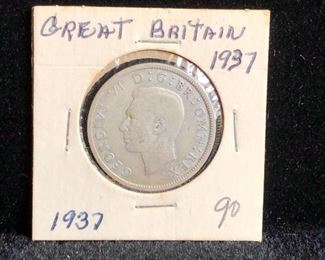 GREAT BRITAIN
1937
GEORGIVS VI D:G:BR:OMN:REX
1937
90